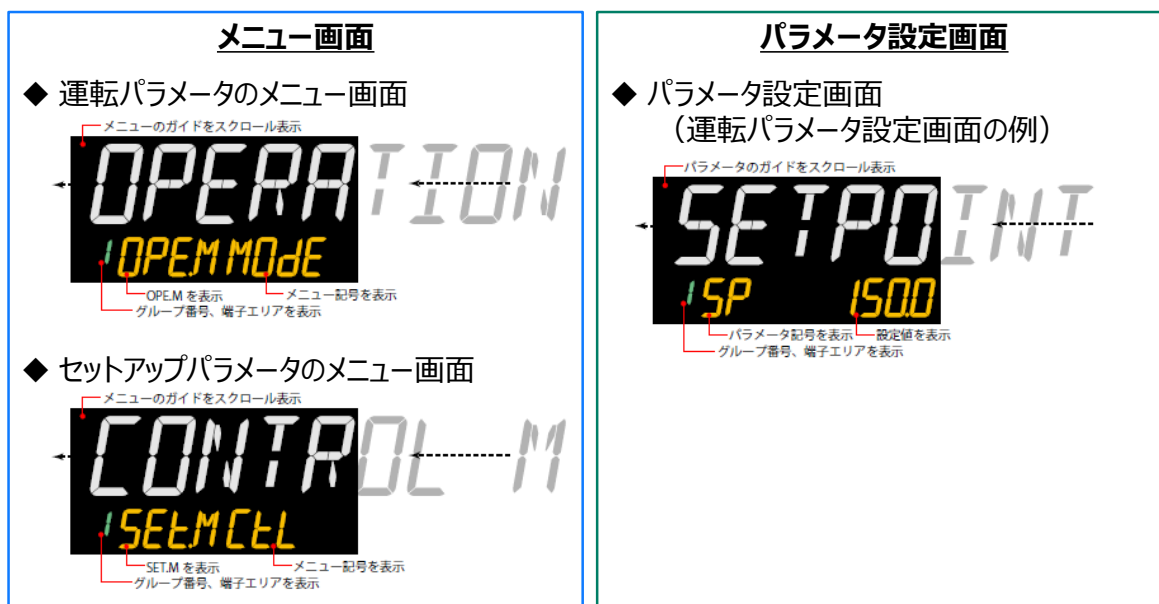 メニュー画面
◆ 運転パラメータのメニュー画面
メニューのガイドをスクロール表示
OPERATION
1 OPE.M MOdE
OPE.M を表示
メニュー記号を表示
グループ番号、端子エリアを表示
◆ セットアップパラメータのメニュー画面
メニューのガイドをスクロール表示
CONTROL M
1 SEt.M CtL
SET.M を表示
メニュー記号を表示
グループ番号、端子エリアを表示
パラメータ設定画面
◆ パラメータ設定画面
（運転パラメータ設定画面の例）
パラメータのガイドをスクロール表示
SETPOINT
1 SP 150.0
パラメータ記号を表示
設定値を表示
グループ番号、端子エリアを表示